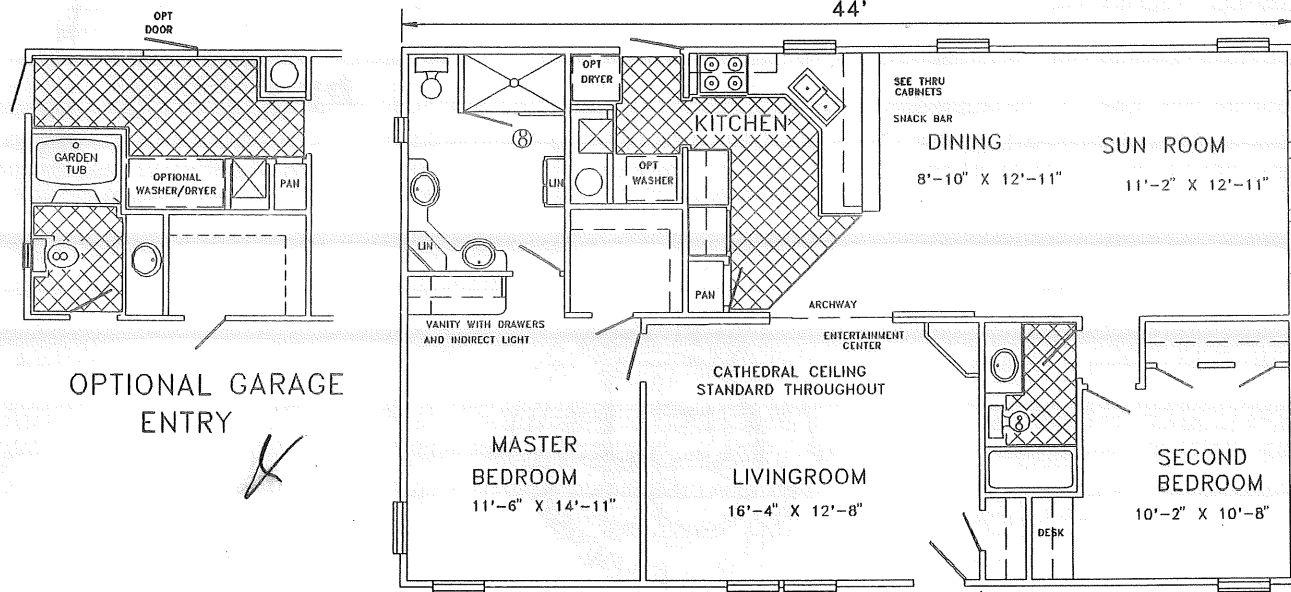 OPT
DOOR
GARDEN
TUB
OPTIONAL
WASHER/DRYER
PAN
OPTIONAL GARAGE
ENTRY
44'
OPT
DRYER
LIN
OPT
WASHER
LIN
PAN
VANITY WITH DRAWERS
AND INDIRECT LIGHT
KITCHEN
SEE THRU
CABINETS
SNACK BAR
DINING
8'-10" X 12'-11"
SUN ROOM
11'-2" X 12'-11"
ARCHWAY
ENTERTAINMENT
CENTER
CATHEDRAL CEILING
STANDARD THROUGHOUT
MASTER
BEDROOM
11'-6" X 14'-11"
LIVINGROOM
16'-4" X 12'-8"
DESK
SECOND
BEDROOM
10'-2" X 10'-8"
8
8
8